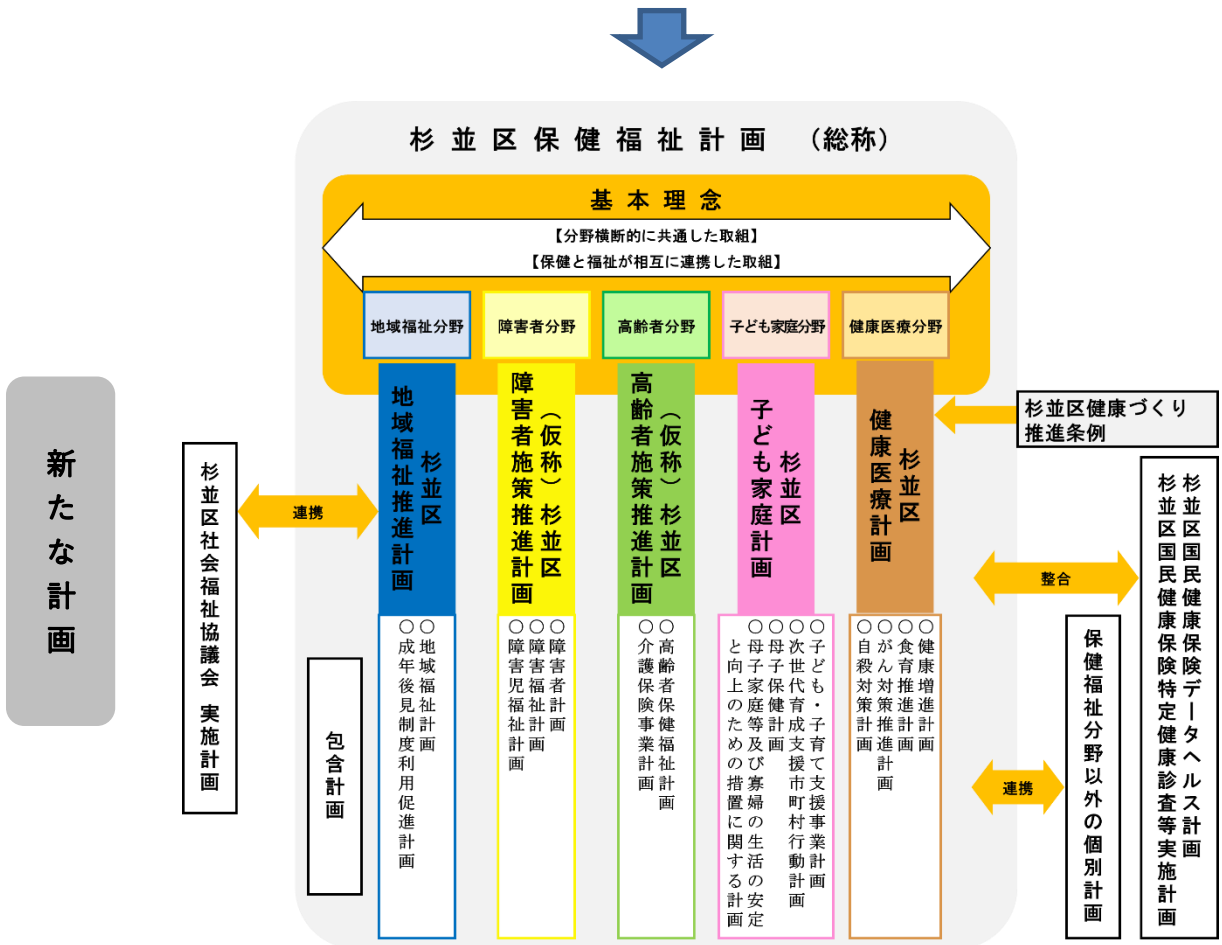 杉並区保健福祉計画 （総称）
基本理念
【分野横断的に共通した取組】
【保健と福祉が相互に連携した取組】
地域福祉分野
障害者分野
高齢者分野
子ども家庭分野
健康医療分野
杉並区
地域福祉推進計画
（仮称）杉並区
障害者施策推進計画
（仮称）杉並区
高齢者施策推進計画
杉並区
子ども家庭計画
杉並区
健康医療計画
杉並区健康づくり
推進条例
新たな計画
杉並区社会福祉協議会 実施計画
連携
包含計画
○地域福祉計画
○成年後見制度利用促進計画
○障害者計画
○障害福祉計画
○障害児福祉計画
○高齢者保健福祉計画
○介護保険事業計画
○子ども・子育て支援事業計画
○次世代育成支援市町村行動計画
○母子保健計画
○母子家庭等及び寡婦の生活の安定
と向上のための措置に関する計画
○健康増進計画
○食育推進計画
○がん対策推進計画
○自殺対策計画
整合
杉並区国民健康保険データヘルス計画
杉並区国民健康保険特定健康診査等実施計画
連携
保健福祉分野以外の個別計画